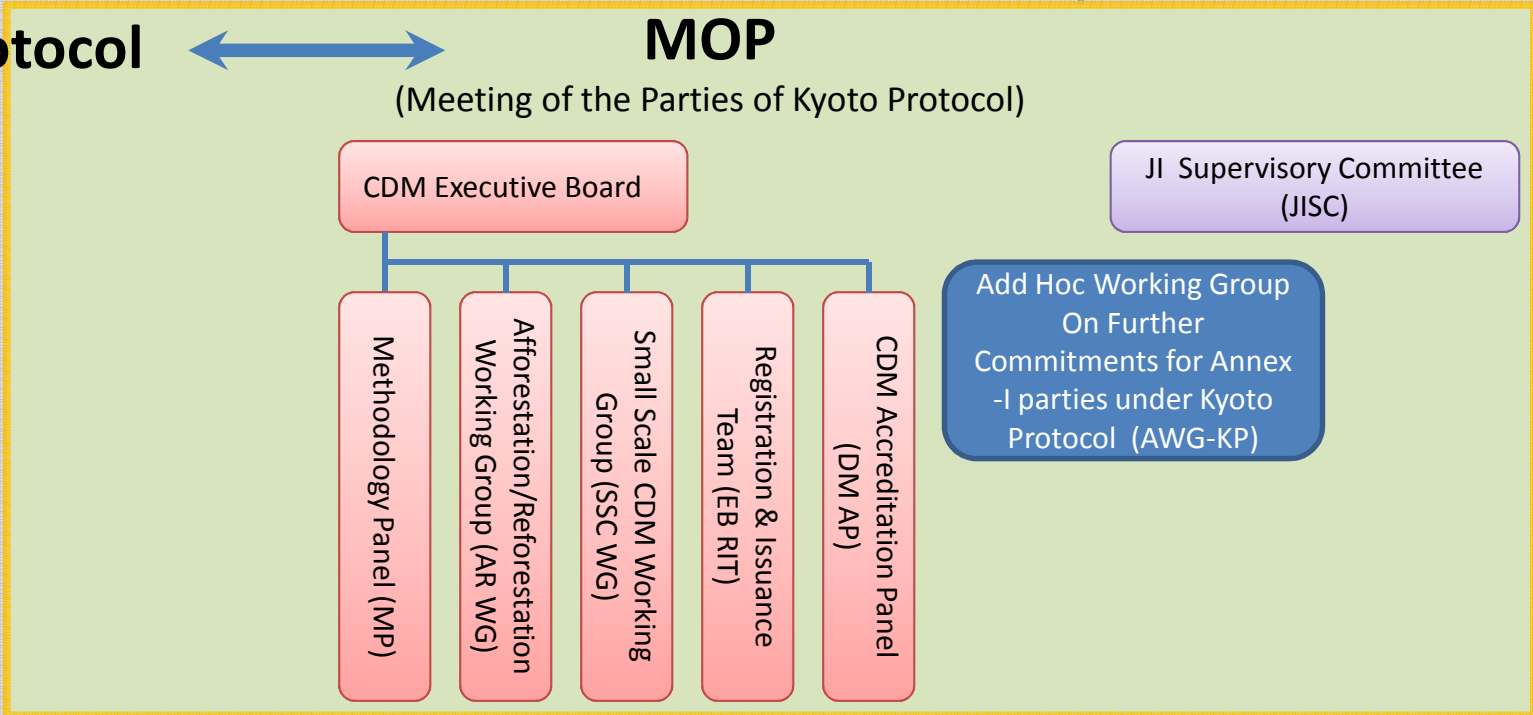 otocol
MOP
(Meeting of the Parties of Kyoto Protocol)
CDM Executive Board
JI Supervisory Committee
(JISC)
Methodology Panel (MP)
Afforestation/Reforestation
Working Group (AR WG)
Small Scale CDM Working
Group (SSC WG)
Registration & Issuance
Team (EB RIT)
CDM Accreditation Panel
(DM AP)
Add Hoc Working Group
On Further
Commitments for Annex
-I parties under Kyoto
Protocol (AWG-KP)